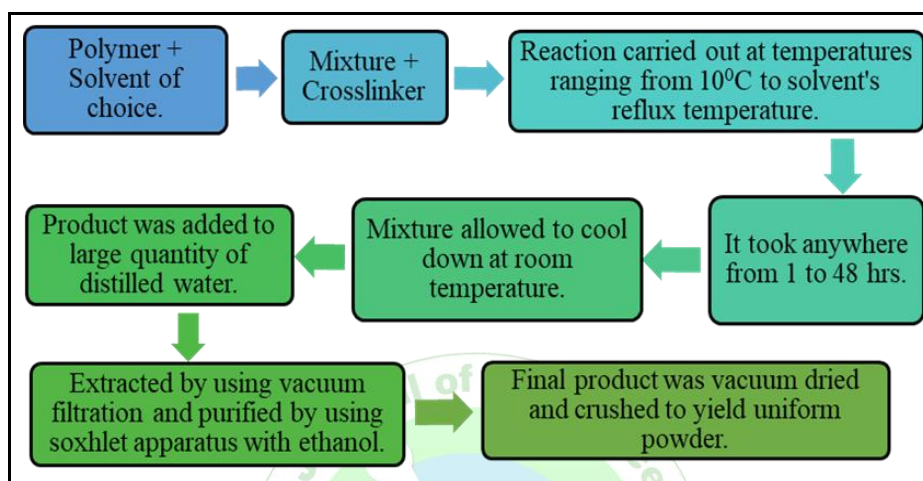 Polymer +
Solvent of
choice.
Mixture +
Crosslinker
Reaction carried out at temperatures
ranging from 10⁰C to solvent's
reflux temperature.
It took anywhere
from 1 to 48 hrs.
Mixture allowed to cool
down at room
temperature.
Product was added to
large quantity of
distilled water.
Extracted by using vacuum
filtration and purified by using
soxhlet apparatus with ethanol.
Final product was vacuum dried
and crushed to yield uniform
powder.